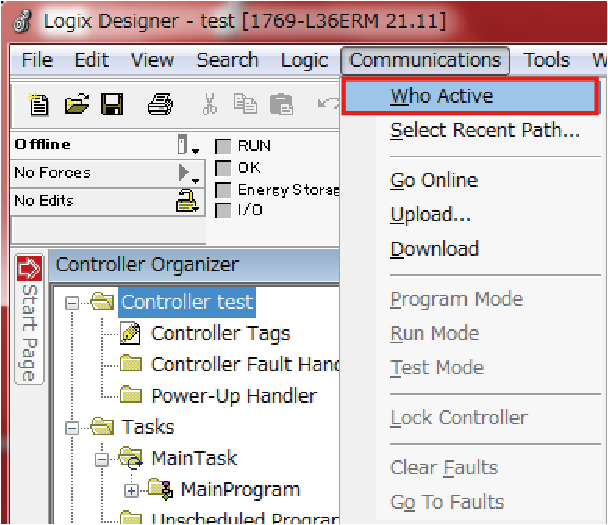 Logix Designer - test [1769-L36ERM 21.11]
File Edit View Search Logic Communications Tools W
Who Active
Select Recent Path...
Offline
RUN
No Forces
OK
Energy Storage
No Edits
I/O
Go Online
Upload...
Download
Program Mode
Run Mode
Test Mode
Lock Controller
Clear Faults
Go To Faults
Start Page
Controller Organizer
Controller test
Controller Tags
Controller Fault Hand
Power-Up Handler
Tasks
MainTask
MainProgram
Unscheduled Program